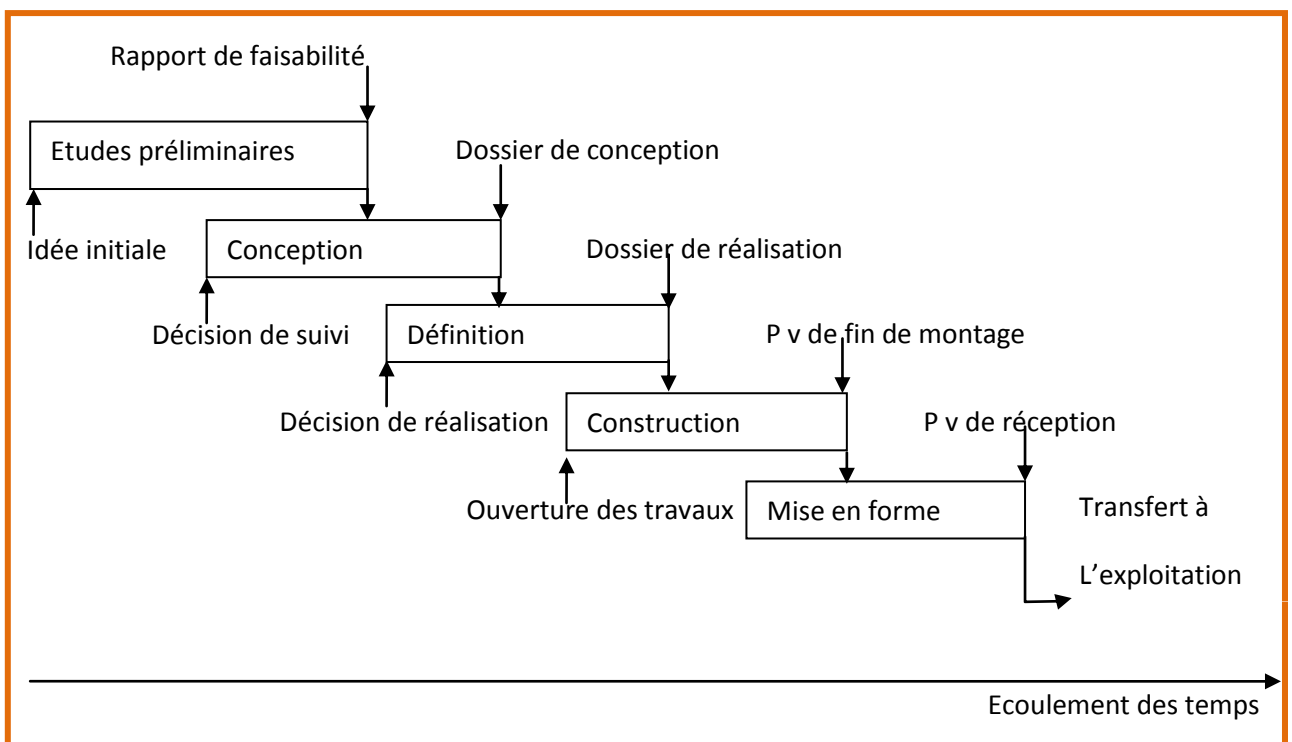 Rapport de faisabilité
Etudes préliminaires
Dossier de conception
Idée initiale
Conception
Dossier de réalisation
Décision de suivi
Définition
P v de fin de montage
Décision de réalisation
Construction
P v de réception
Ouverture des travaux
Mise en forme
Transfert à
L’exploitation
Ecoulement des temps